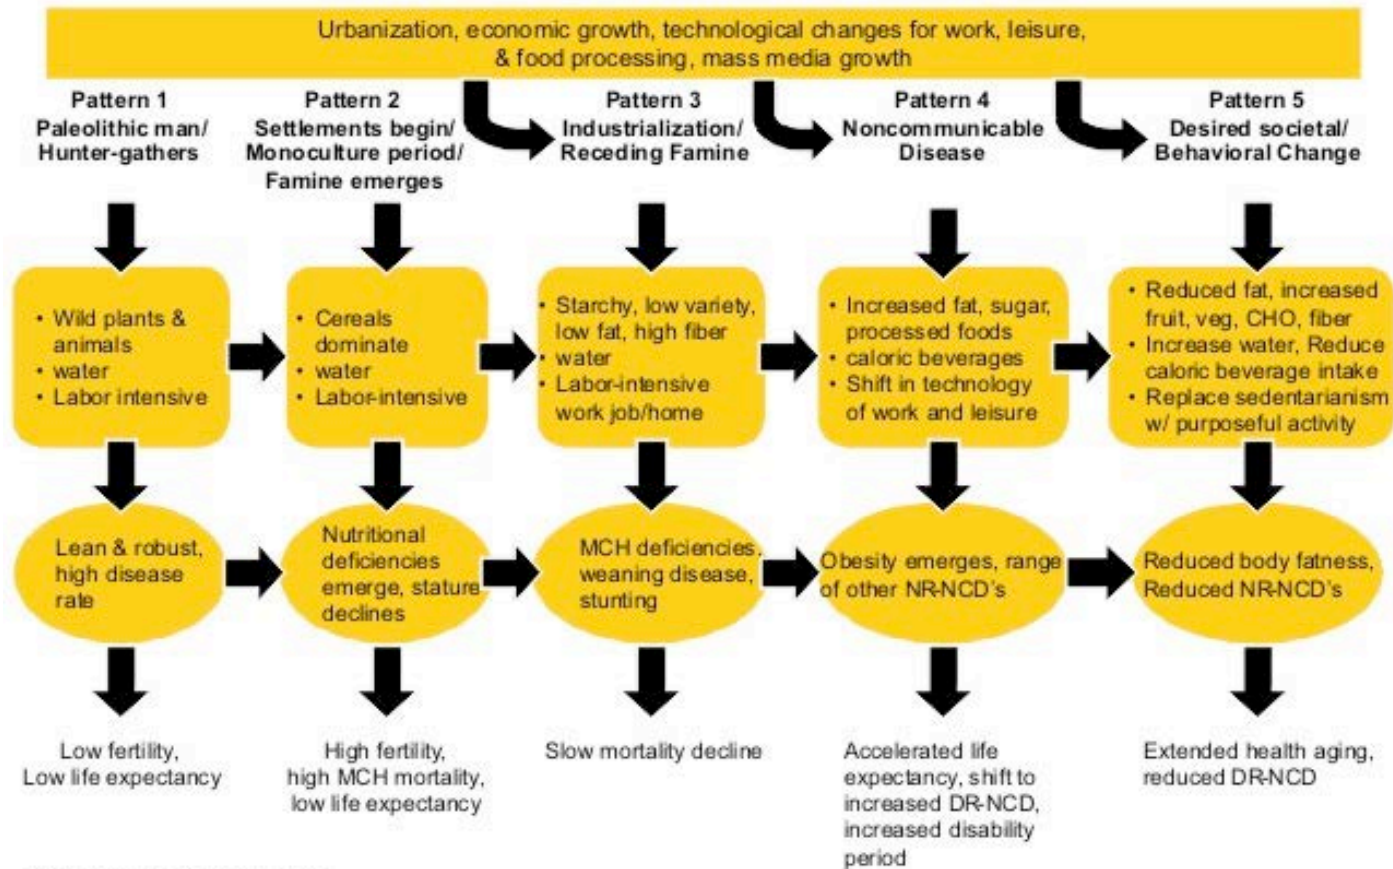 Urbanization, economic growth, technological changes for work, leisure,
& food processing, mass media growth
Pattern 1
Paleolithic man/
Hunter-gathers
Pattern 2
Settlements begin/
Monoculture period/
Famine emerges
Pattern 3
Industrialization/
Receding Famine
Pattern 4
Noncommunicable
Disease
Pattern 5
Desired societal/
Behavioral Change
• Wild plants &
animals
• water
• Labor intensive
• Cereals
dominate
• water
• Labor-intensive
• Starchy, low variety,
low fat, high fiber
• water
• Labor-intensive
work job/home
• Increased fat, sugar,
processed foods
• caloric beverages
• Shift in technology
of work and leisure
• Reduced fat, increased
fruit, veg, CHO, fiber
• Increase water, Reduce
caloric beverage intake
• Replace sedentarianism
w/ purposeful activity
Lean & robust,
high disease
rate
Nutritional
deficiencies
emerge, stature
declines
MCH deficiencies,
weaning disease,
stunting
Obesity emerges, range
of other NR-NCD's
Reduced body fatness,
Reduced NR-NCD's
Low fertility,
Low life expectancy
High fertility,
high MCH mortality,
low life expectancy
Slow mortality decline
Accelerated life
expectancy, shift to
increased DR-NCD,
increased disability
period
Extended health aging,
reduced DR-NCD